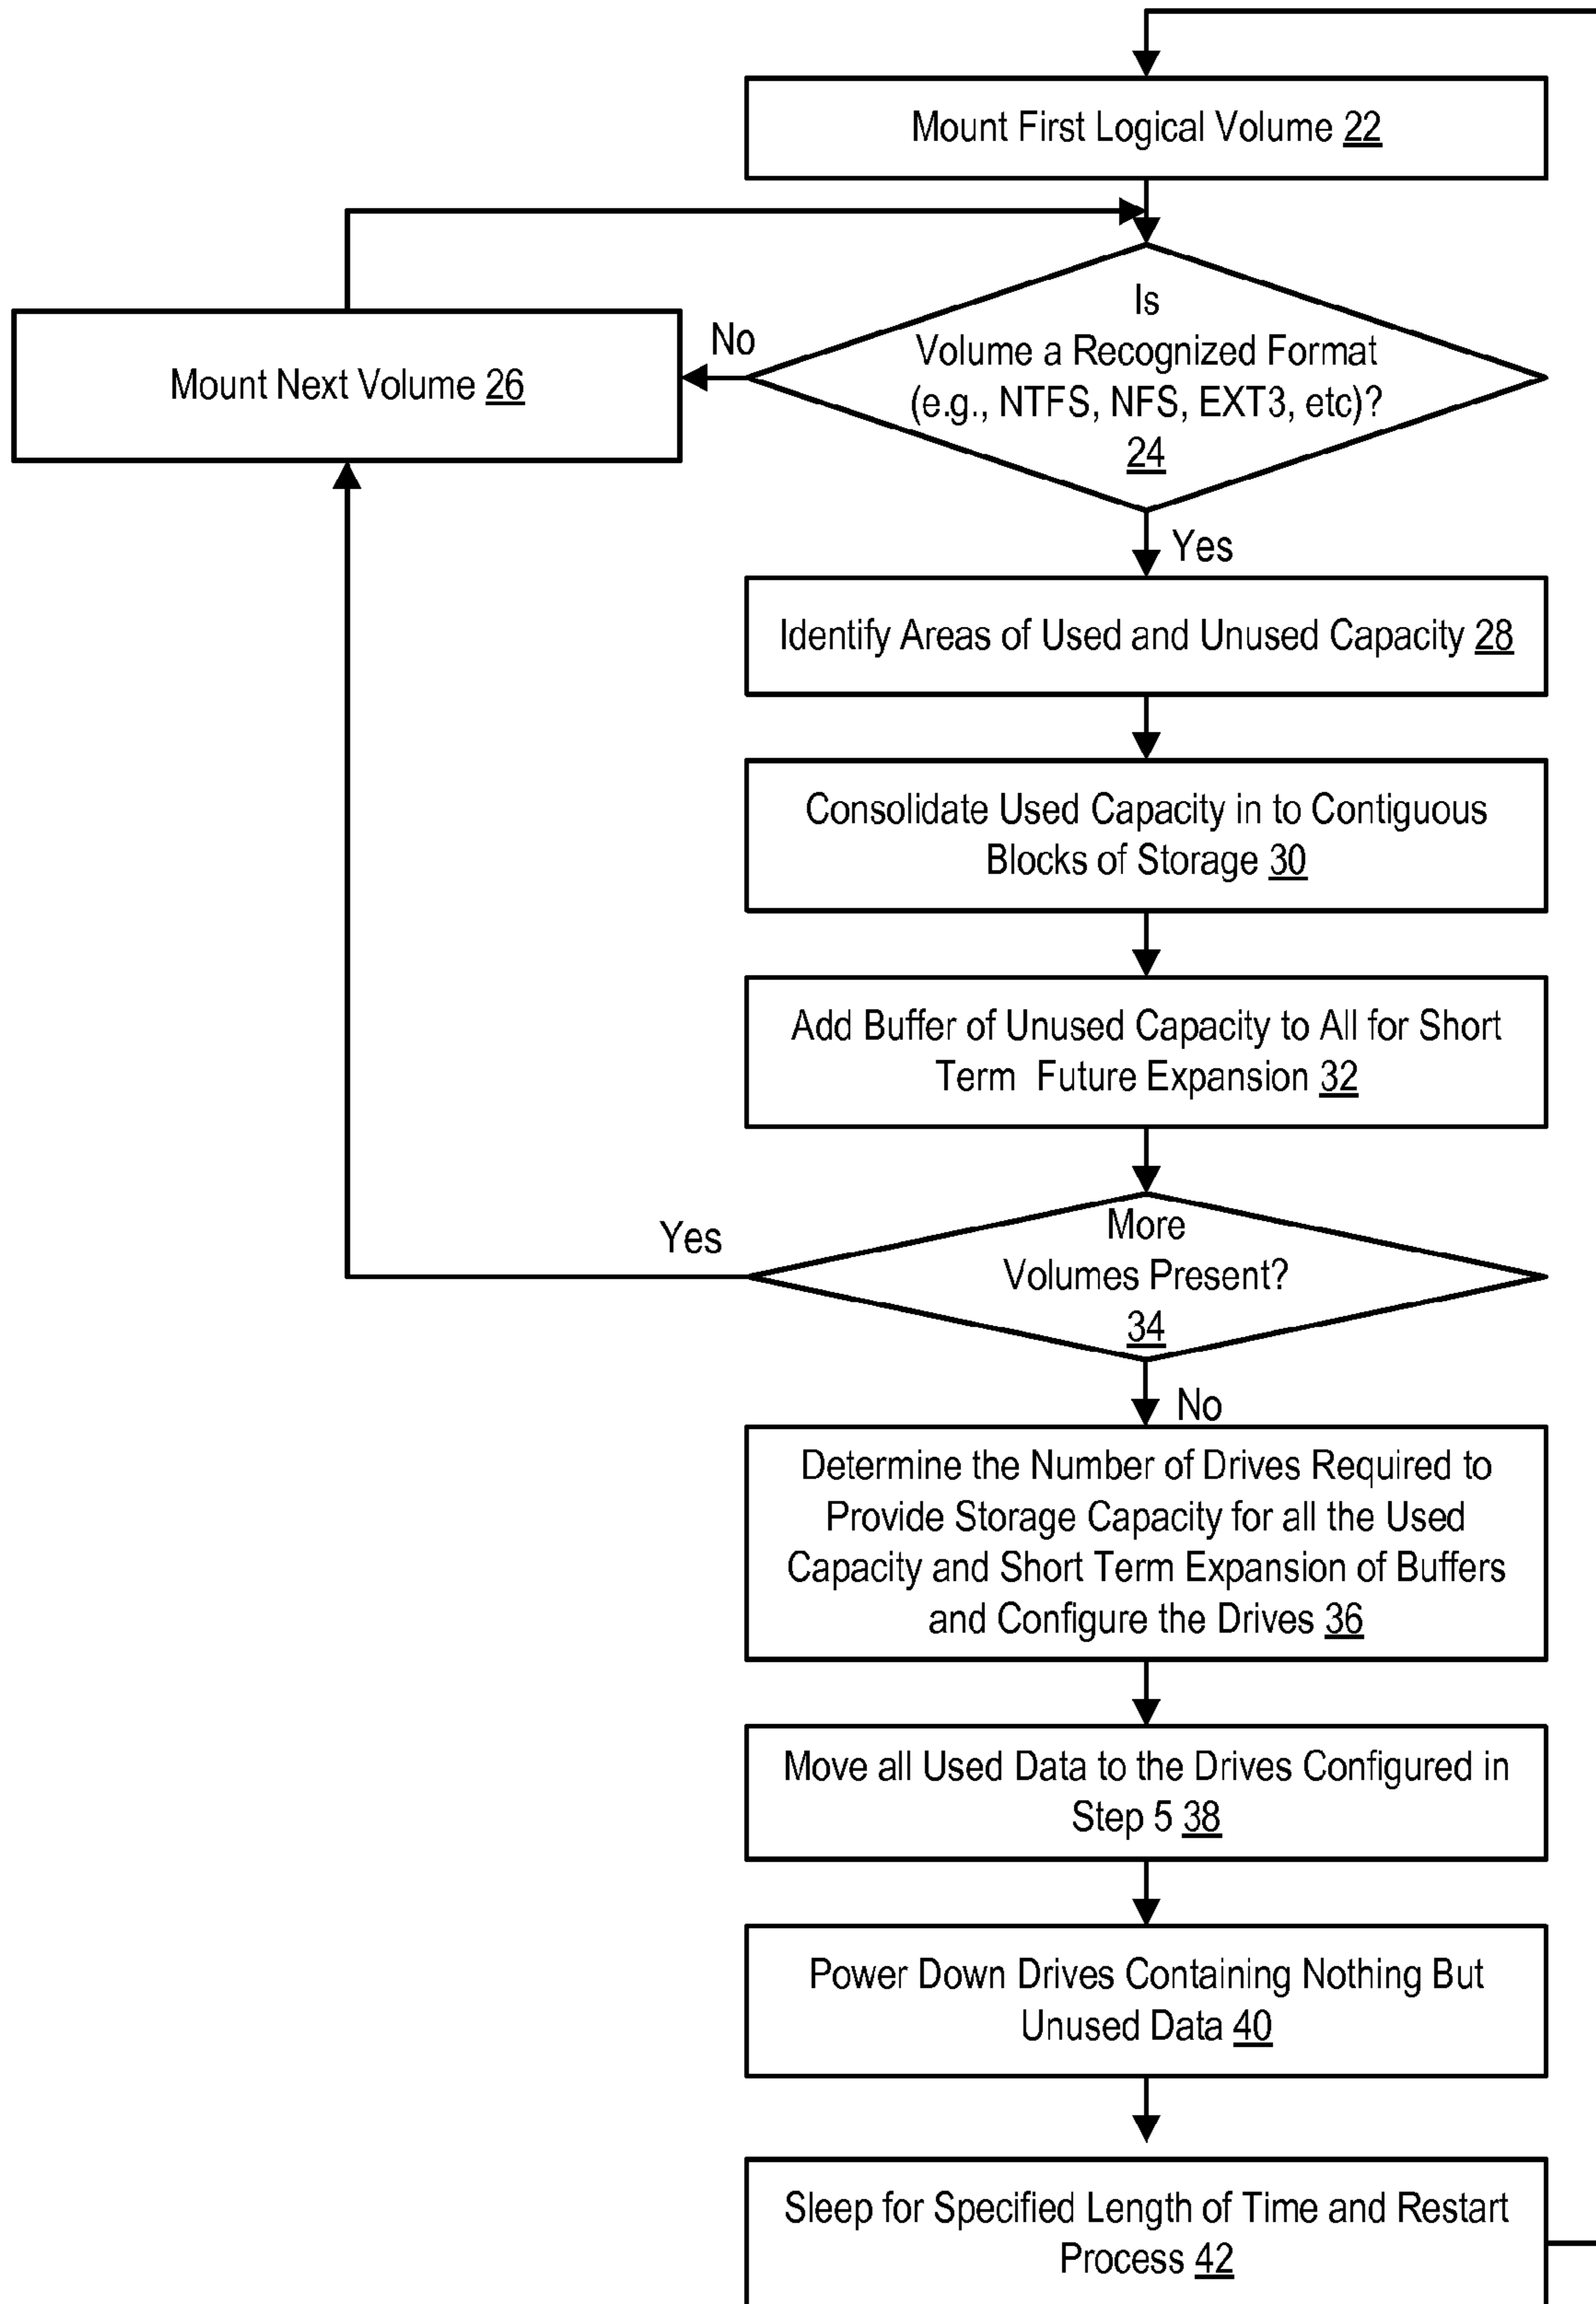 Mount First Logical Volume 22
Is
Volume a Recognized Format
(e.g., NTFS, NFS, EXT3, etc)?
24
No
Mount Next Volume 26
Yes
Identify Areas of Used and Unused Capacity 28
Consolidate Used Capacity in to Contiguous
Blocks of Storage 30
Add Buffer of Unused Capacity to All for Short
Term Future Expansion 32
More
Volumes Present?
34
Yes
No
Determine the Number of Drives Required to
Provide Storage Capacity for all the Used
Capacity and Short Term Expansion of Buffers
and Configure the Drives 36
Move all Used Data to the Drives Configured in
Step 5 38
Power Down Drives Containing Nothing But
Unused Data 40
Sleep for Specified Length of Time and Restart
Process 42